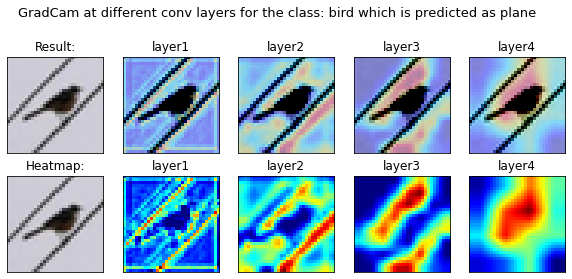 GradCam at different conv layers for the class: bird which is predicted as plane
Result: layer1 layer2 layer3 layer4
Heatmap: layer1 layer2 layer3 layer4